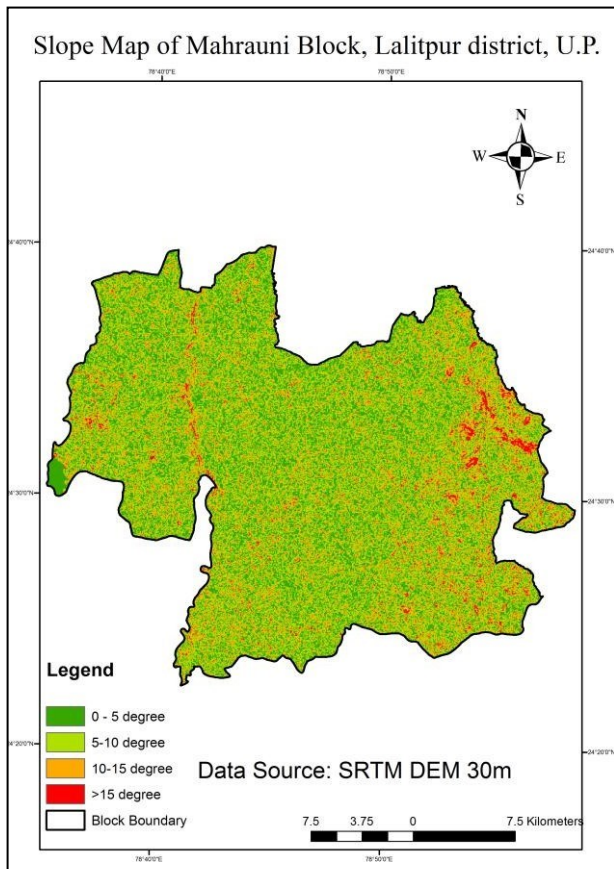 Slope Map of Mahrauni Block, Lalitpur district, U.P.
78°40'0"E 78°50'0"E
N
W E
S
24°40'0"N 24°40'0"N
24°30'0"N 24°30'0"N
Legend
0 - 5 degree
5-10 degree
24°20'0"N 24°20'0"N
10-15 degree
Data Source: SRTM DEM 30m
>15 degree
Block Boundary
7.5 3.75 0 7.5 Kilometers
78°40'0"E 78°50'0"E